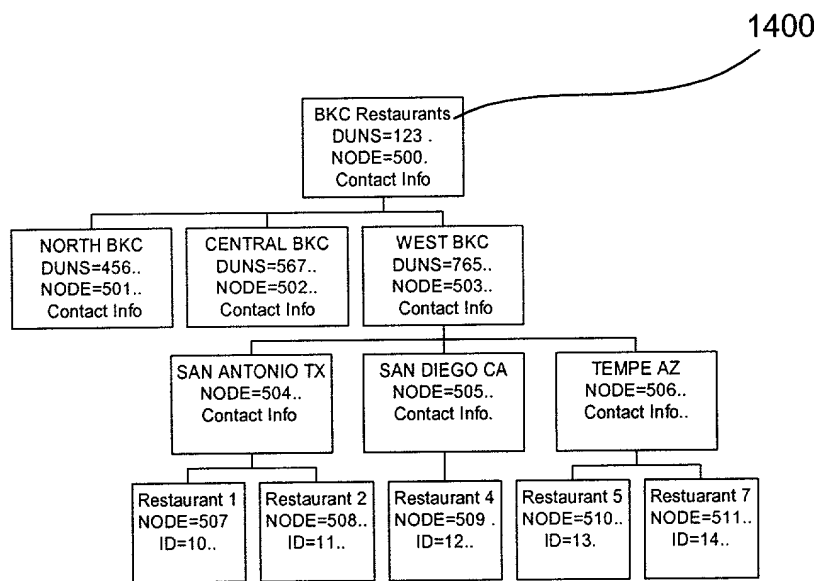 1400
BKC Restaurants
DUNS=123 .
NODE=500.
Contact Info
NORTH BKC
DUNS=456..
NODE=501..
Contact Info
CENTRAL BKC
DUNS=567..
NODE=502..
Contact Info
WEST BKC
DUNS=765..
NODE=503..
Contact Info
SAN ANTONIO TX
NODE=504..
Contact Info
SAN DIEGO CA
NODE=505..
Contact Info.
TEMPE AZ
NODE=506..
Contact Info..
Restaurant 1
NODE=507
ID=10..
Restaurant 2
NODE=508..
ID=11..
Restaurant 4
NODE=509 .
ID=12..
Restaurant 5
NODE=510..
ID=13.
Restuarant 7
NODE=511..
ID=14..